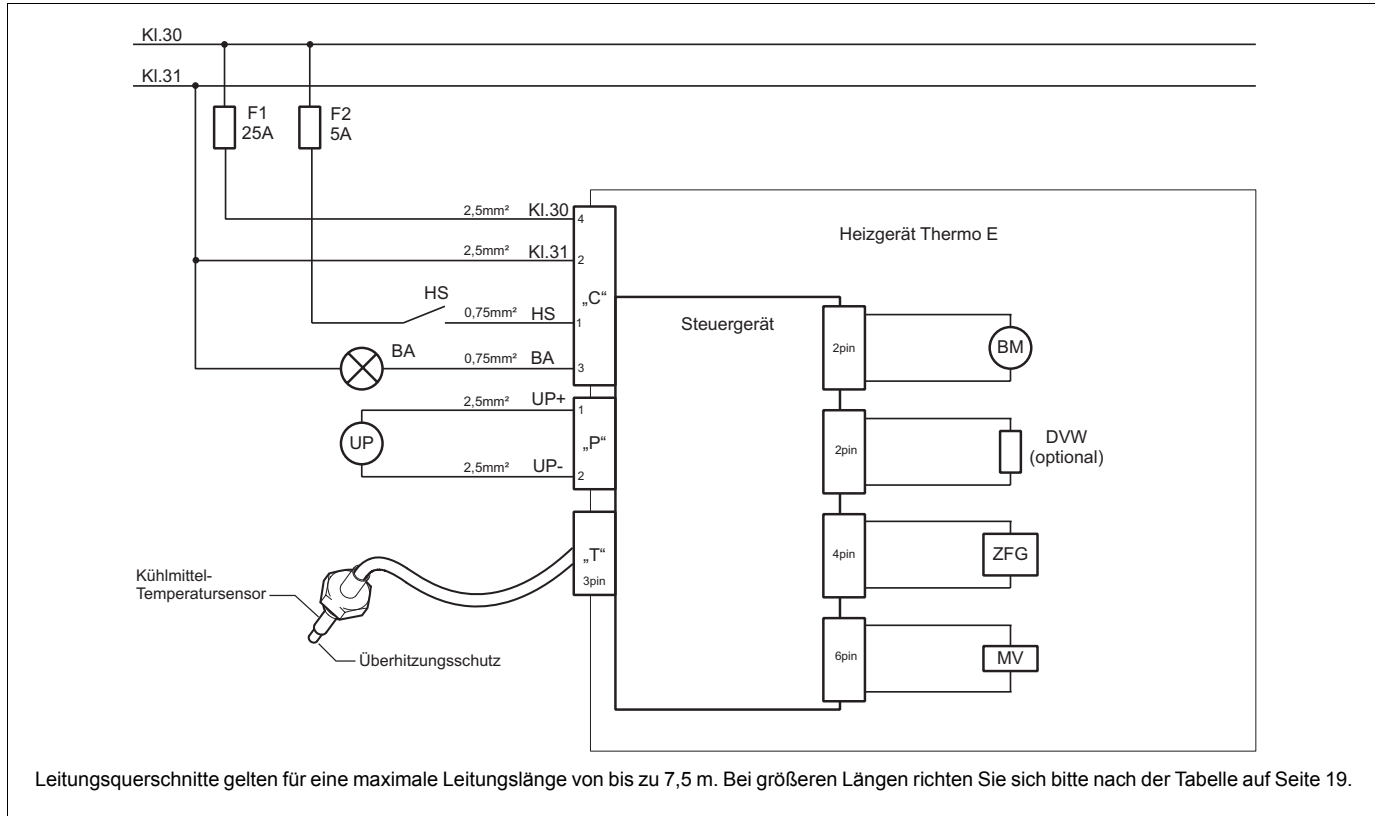 Kl.30
Kl.31
F1
25A
F2
5A
2,5mm² Kl.30
4
Heizgerät Thermo E
2,5mm² Kl.31
2
HS
„C“
0,75mm² HS
1
Steuergerät
2pin
BM
BA
0,75mm² BA
3
2,5mm² UP+
1
UP
„P“
2pin
DVW
(optional)
2,5mm² UP-
2
„T“
3pin
4pin
ZFG
Kühlmittel-
Temperatursensor
Überhitzungsschutz
6pin
MV
Leitungsquerschnitte gelten für eine maximale Leitungslänge von bis zu 7,5 m. Bei größeren Längen richten Sie sich bitte nach der Tabelle auf Seite 19.